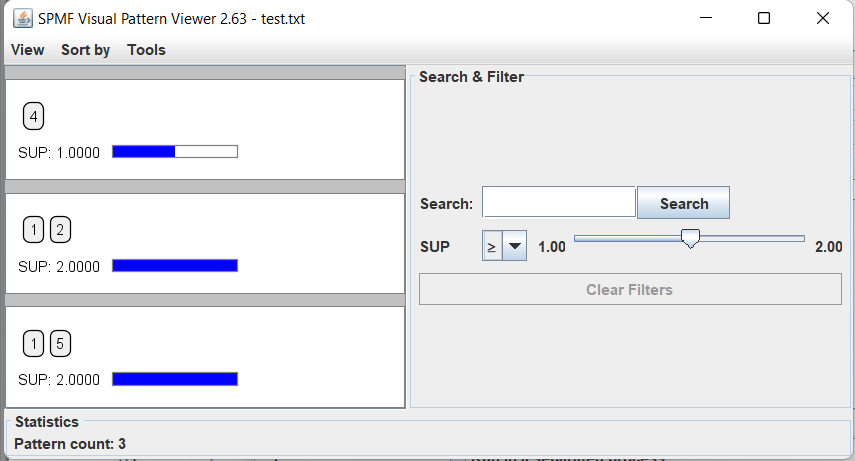 SPMF Visual Pattern Viewer 2.63 - test.txt
View Sort by Tools
4
SUP: 1.0000
1 2
SUP: 2.0000
1 5
SUP: 2.0000
Search & Filter
Search: Search
SUP ≥ 1.00 2.00
Clear Filters
Statistics
Pattern count: 3